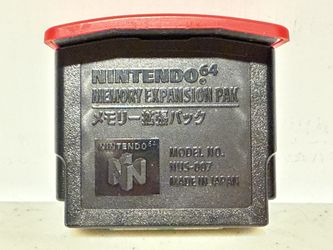 NINTENDO64
MEMORY EXPANSION PAK
メモリー拡張パック
NINTENDO64
MODEL NO.
NUS-007
MADE IN JAPAN